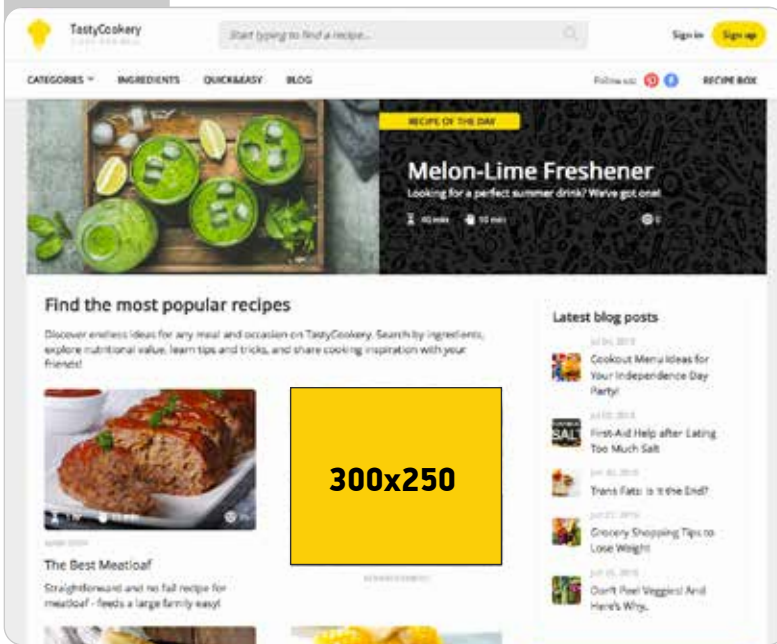 TastyCookery
Start typing to find a recipe...
Sign in
Sign up
CATEGORIES
INGREDIENTS
QUICK&EASY
BLOG
Follow us:
RECIPE BOX
RECIPE OF THE DAY
Melon-Lime Freshener
Looking for a perfect summer drink? We've got one!
10 min
Find the most popular recipes
Discover endless ideas for any meal and occasion on TastyCookery. Search by ingredients,
explore nutritional value, learn tips and tricks, and share cooking inspiration with your
friends!
300x250
ADVERTISEMENT
The Best Meatloaf
Straightforward and no fail recipe for
meatloaf - feeds a large family easy!
Latest blog posts
Cookout Menu Ideas for
Your Independence Day
Party!
SALT
First-Aid Help after Eating
Too Much Salt
Trans Fats: Is It the End?
Grocery Shopping Tips to
Lose Weight
Don't Peel Veggies! And
Here's Why.